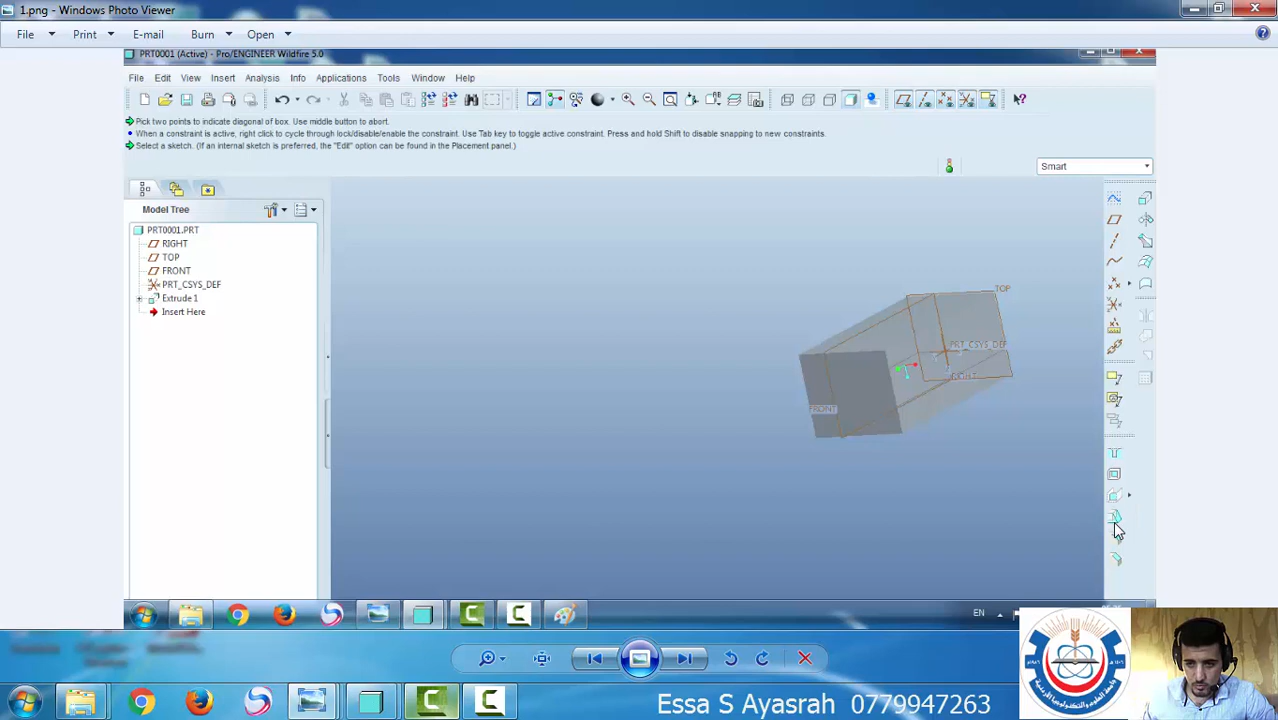 1.png - Windows Photo Viewer
File Print E-mail Burn Open
PRT0001 (Active) - Pro/ENGINEER Wildfire 5.0
File Edit View Insert Analysis Info Applications Tools Window Help
Pick two points to indicate diagonal of box. Use middle button to abort.
When a constraint is active, right click to cycle through lock/disable/enable the constraint. Use Tab key to toggle active constraint. Press and hold Shift to disable snapping to new constraints.
Select a sketch. (If an internal sketch is preferred, the "Edit" option can be found in the Placement panel.)
Smart
Model Tree
PRT0001.PRT
RIGHT
TOP
FRONT
PRT_CSYS_DEF
Extrude 1
Insert Here
TOP
PRT_CSYS_DEF
RIGHT
FRONT
EN
Essa S Ayasrah 0779947263